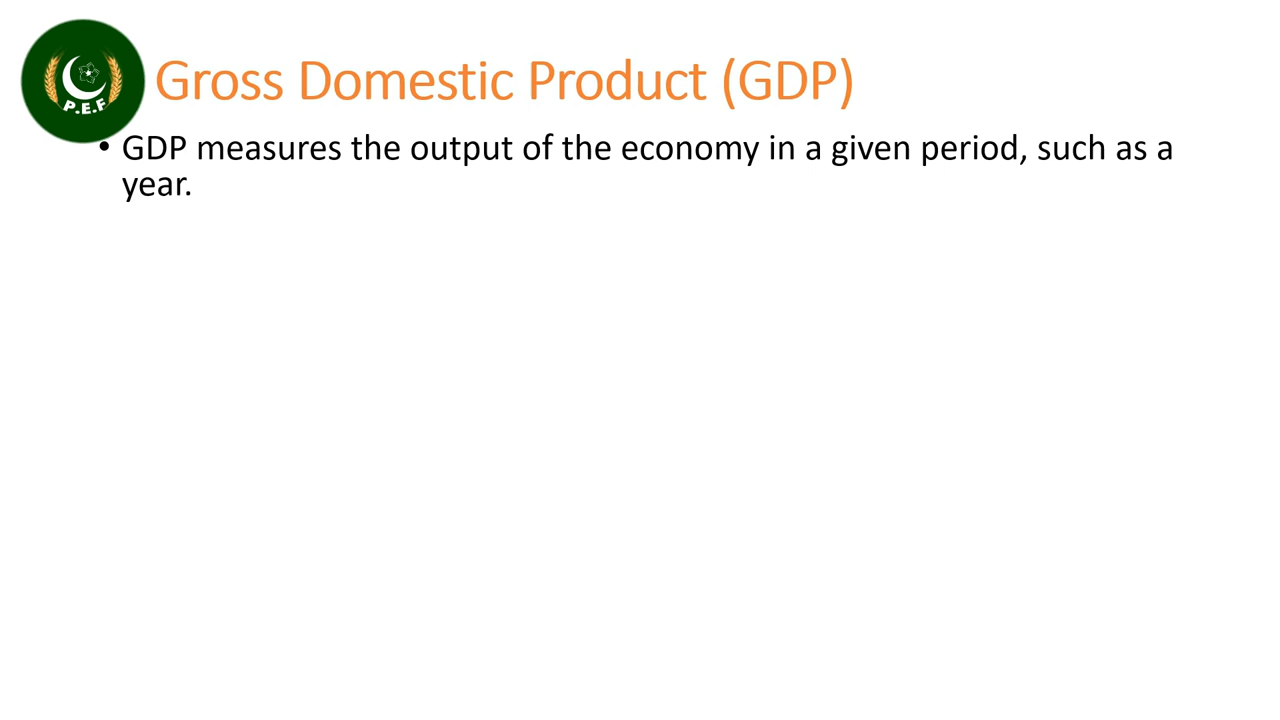 P.E.F
Gross Domestic Product (GDP)
• GDP measures the output of the economy in a given period, such as a
year.